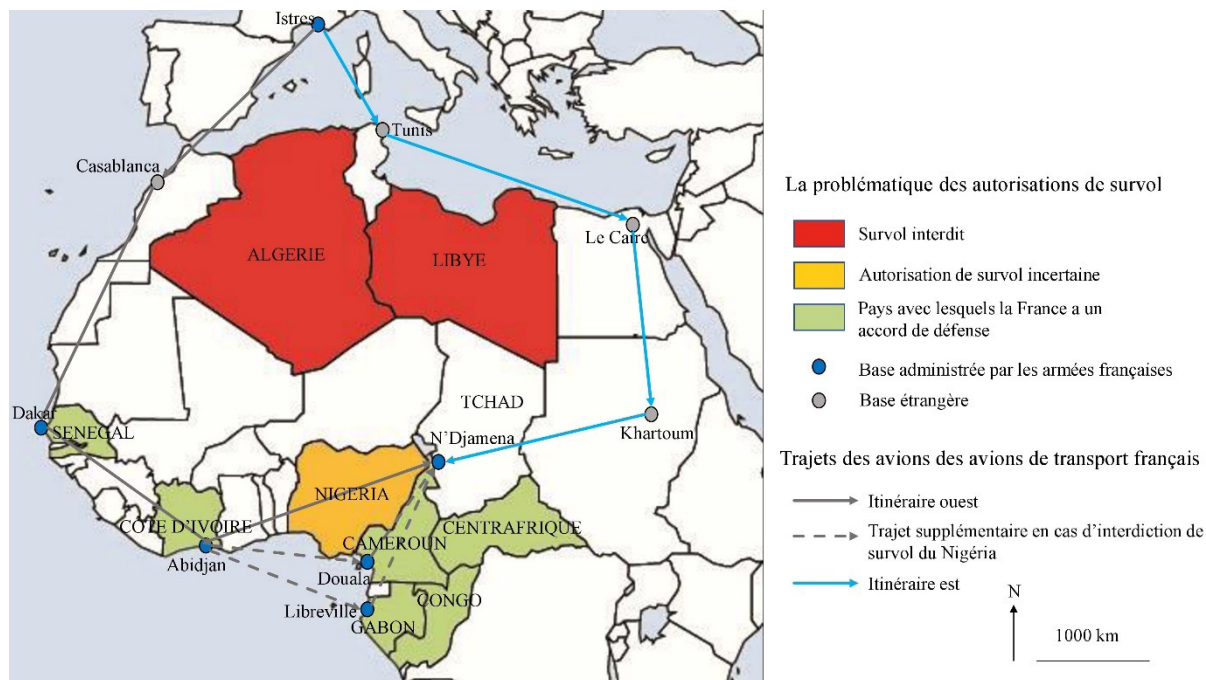 Istres
Tunis
Casablanca
Le Caire
ALGERIE
LIBYE
TCHAD
Dakar
SENEGAL
Khartoum
N’Djamena
NIGERIA
COTE D’IVOIRE
CENTRAFRIQUE
CAMEROUN
Abidjan
Douala
CONGO
Libreville
GABON
La problématique des autorisations de survol
Survol interdit
Autorisation de survol incertaine
Pays avec lesquels la France a un
accord de défense
Base administrée par les armées françaises
Base étrangère
Trajets des avions des avions de transport français
Itinéraire ouest
Trajet supplémentaire en cas d’interdiction de
survol du Nigéria
Itinéraire est
N
1000 km